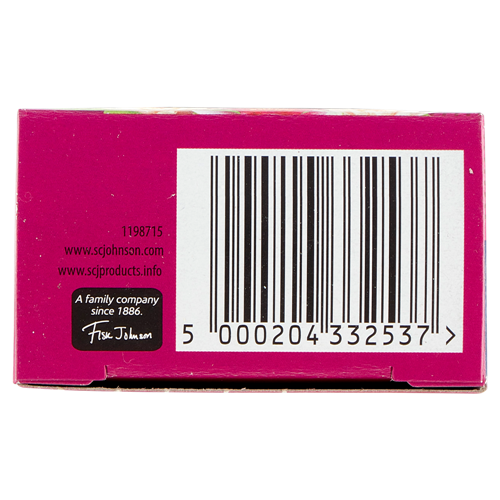 1198715
www.scjohnson.com
www.scjproducts.info
A family company
since 1886.
Fisk Johnson
5 000204 332537 >